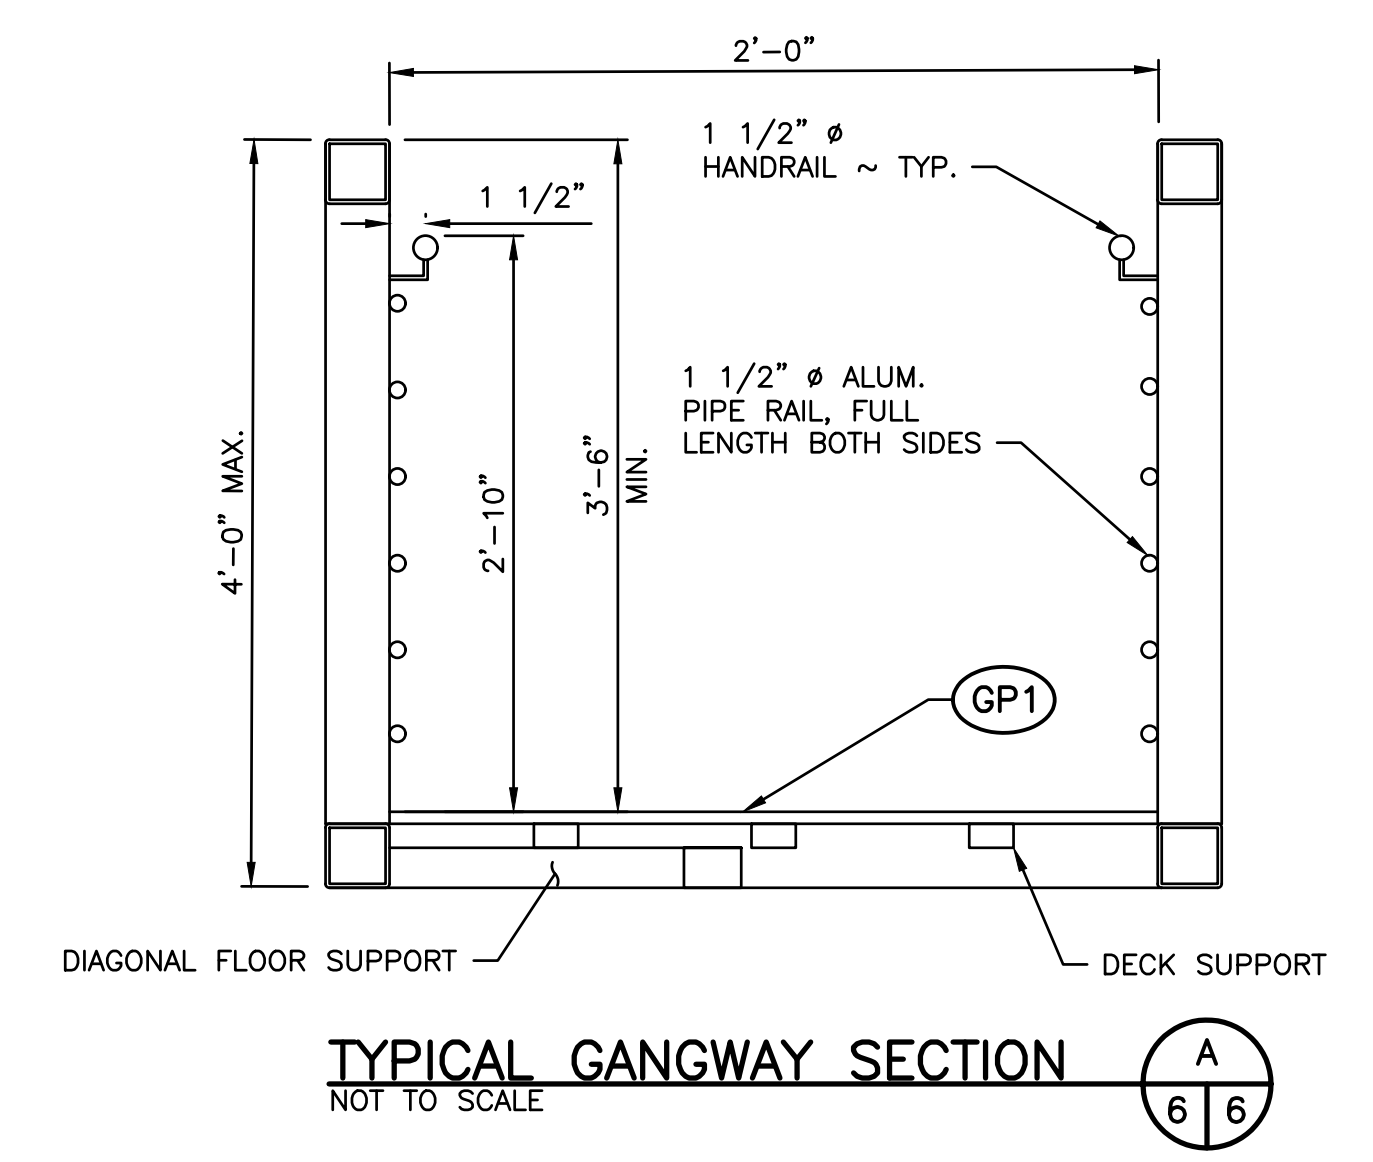 2'-0"
1 1/2" ø
HANDRAIL ~ TYP.
1 1/2"
1 1/2" ø ALUM.
PIPE RAIL, FULL
LENGTH BOTH SIDES
4'-0" MAX.
2'-10"
3'-6"
MIN.
GP1
DIAGONAL FLOOR SUPPORT
DECK SUPPORT
TYPICAL GANGWAY SECTION
NOT TO SCALE
A
6 6